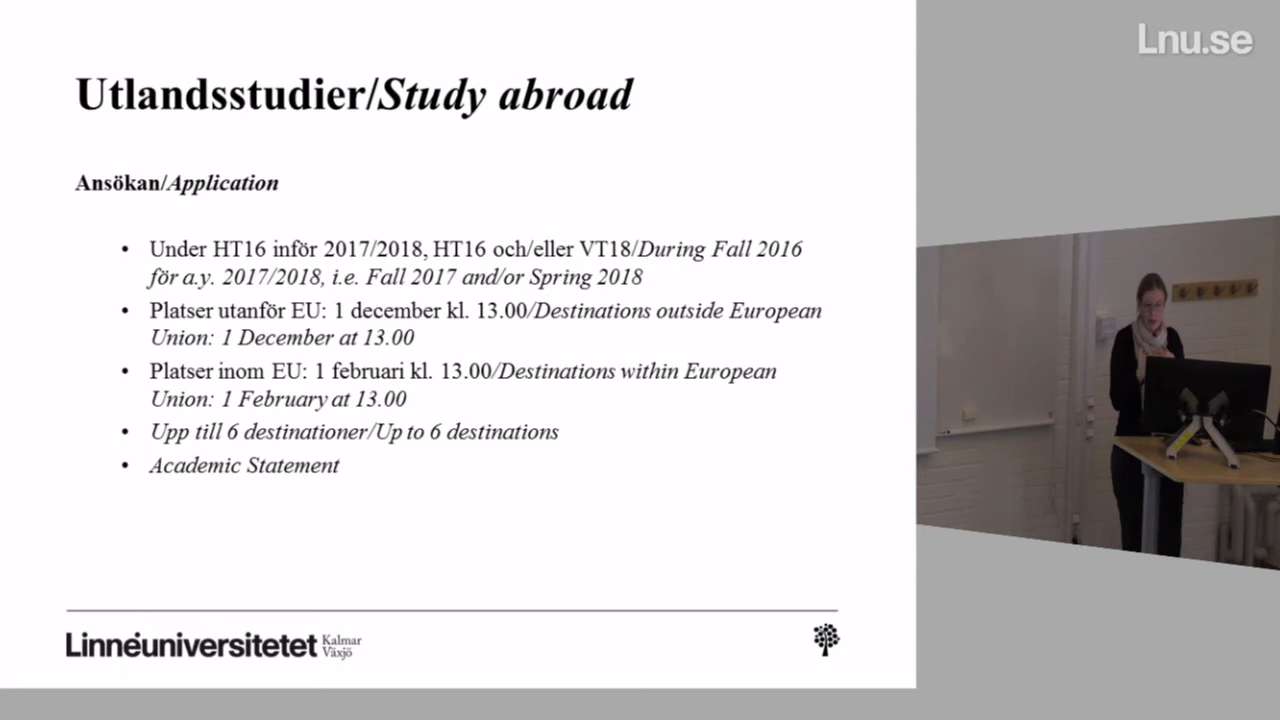 Lnu.se
Utlandsstudier/Study abroad
Ansökan/Application
• Under HT16 inför 2017/2018, HT16 och/eller VT18/During Fall 2016
för a.y. 2017/2018, i.e. Fall 2017 and/or Spring 2018
• Platser utanför EU: 1 december kl. 13.00/Destinations outside European
Union: 1 December at 13.00
• Platser inom EU: 1 februari kl. 13.00/Destinations within European
Union: 1 February at 13.00
• Upp till 6 destinationer/Up to 6 destinations
• Academic Statement
Linnéuniversitetet Kalmar
Växjö